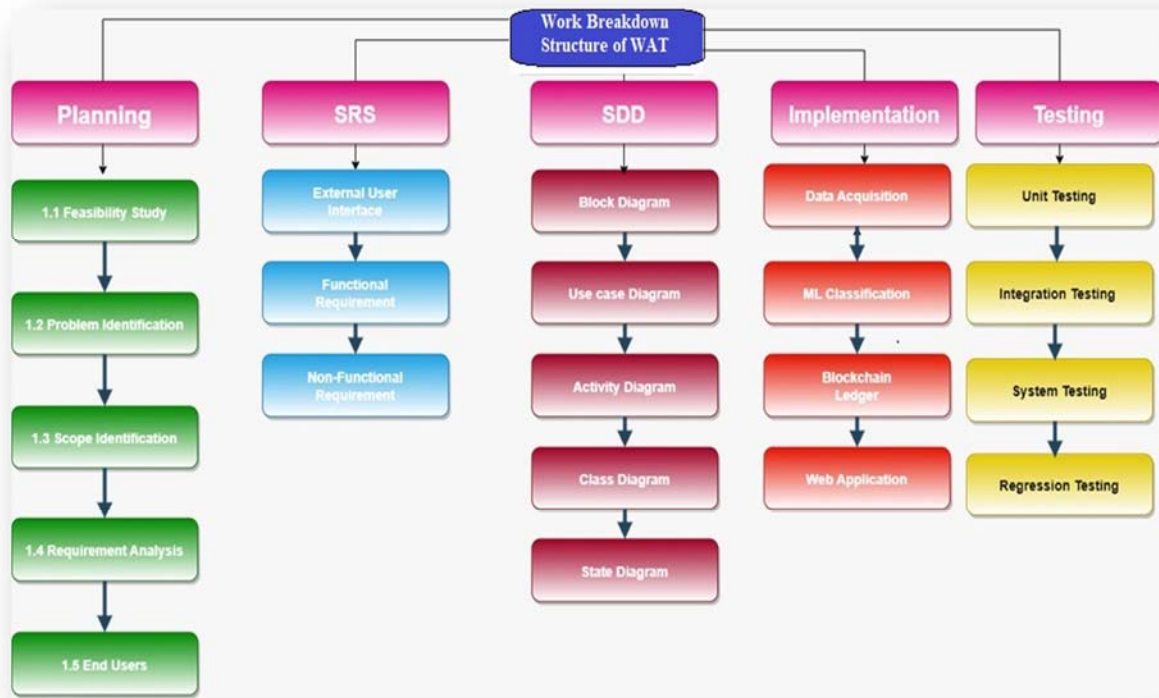 Work Breakdown
Structure of WAT
Planning
SRS
SDD
Implementation
Testing
1.1 Feasibility Study
1.2 Problem Identification
1.3 Scope Identification
1.4 Requirement Analysis
1.5 End Users
External User
Interface
Functional
Requirement
Non-Functional
Requirement
Block Diagram
Use case Diagram
Activity Diagram
Class Diagram
State Diagram
Data Acquisition
ML Classification
Blockchain
Ledger
Web Application
Unit Testing
Integration Testing
System Testing
Regression Testing